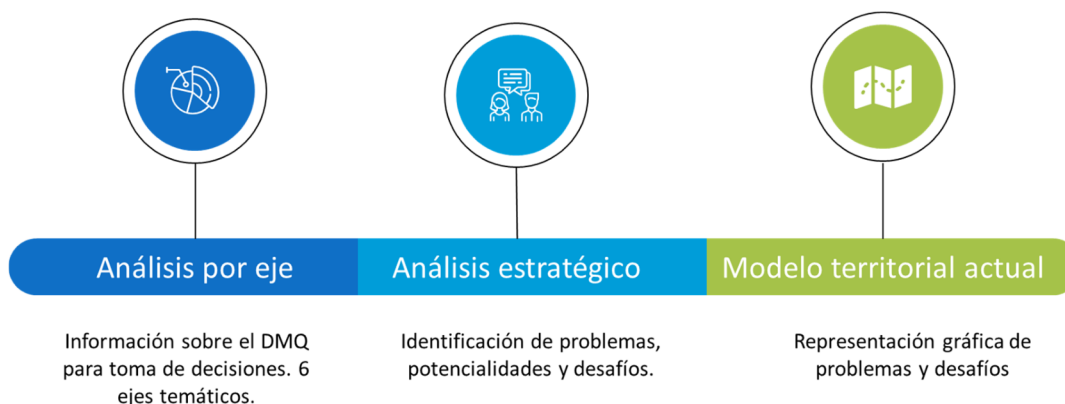 Análisis por eje
Análisis estratégico
Modelo territorial actual
Información sobre el DMQ
para toma de decisiones. 6
ejes temáticos.
Identificación de problemas,
potencialidades y desafíos.
Representación gráfica de
problemas y desafíos